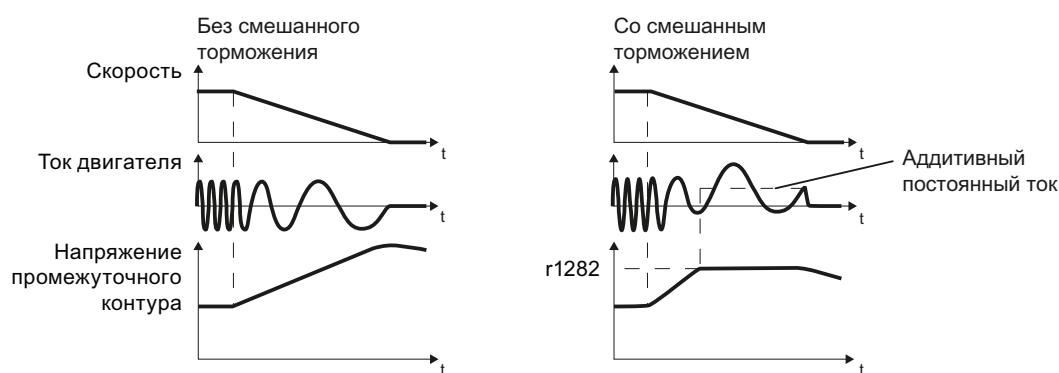 Без смешанного
торможения
Скорость
t
Ток двигателя
t
Напряжение
промежуточного
контура
t
Со смешанным
торможением
t
Аддитивный
постоянный ток
t
r1282
t